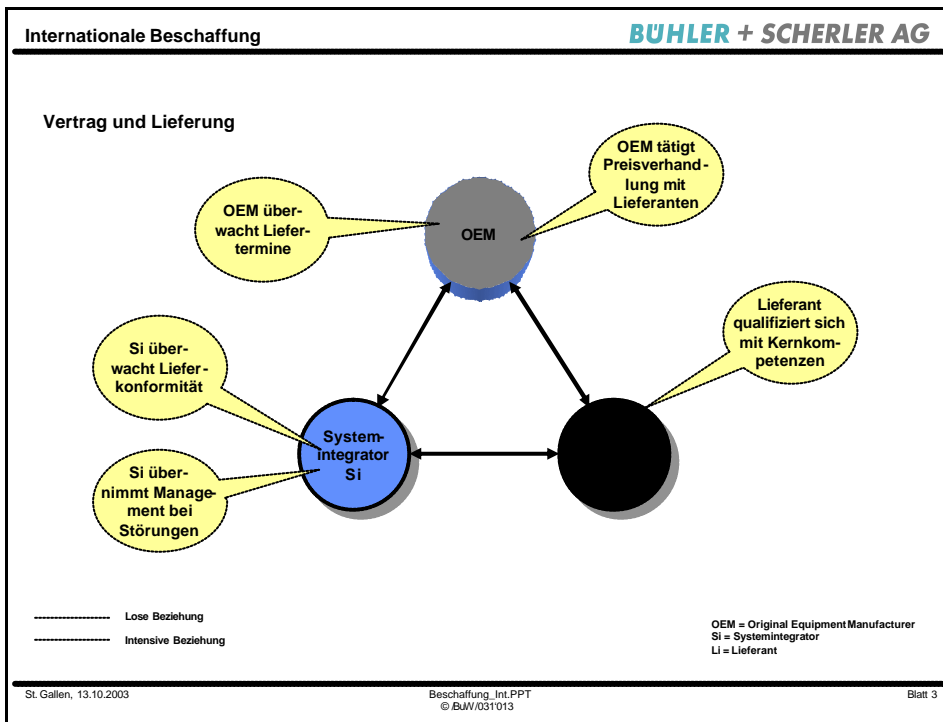 Internationale Beschaffung
BÜHLER + SCHERLER AG
Vertrag und Lieferung
OEM tätigt
Preisverhand-
lung mit
Lieferanten
OEM über-
wacht Liefer-
termine
OEM
Lieferant
qualifiziert sich
mit Kernkom-
petenzen
Si über-
wacht Liefer-
konformität
System-
integrator
Si
Si über-
nimmt Manage-
ment bei
Störungen
Lose Beziehung
Intensive Beziehung
OEM = Original Equipment Manufacturer
Si = Systemintegrator
Li = Lieferant
St. Gallen, 13.10.2003
Beschaffung_Int.PPT
Blatt 3
© /BuW/031'013